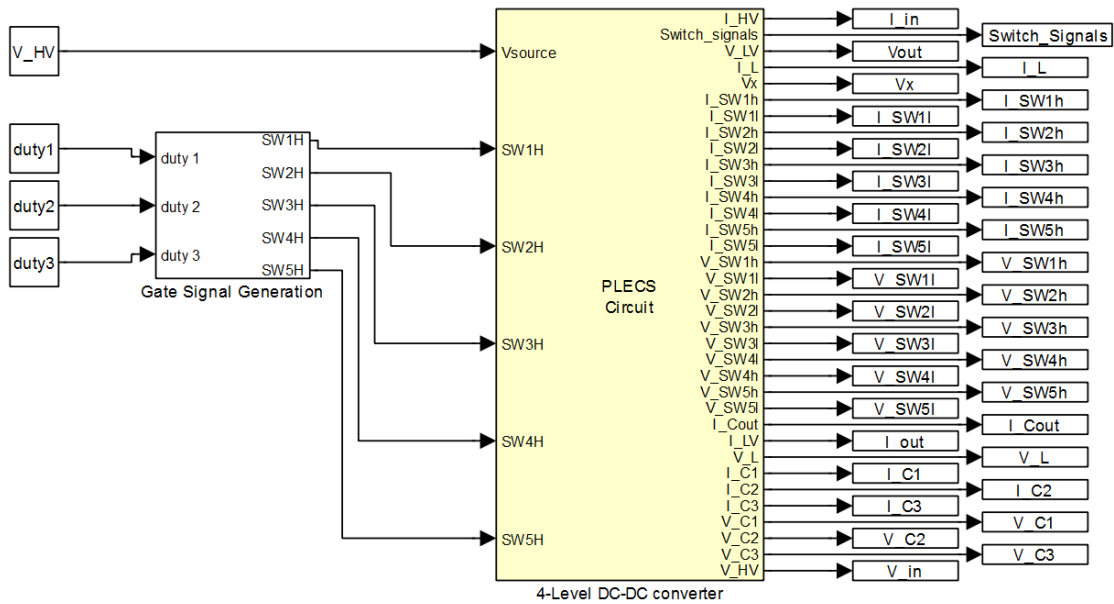 V_HV
duty1
duty2
duty3
duty 1
duty 2
duty 3
SW1H
SW2H
SW3H
SW4H
SW5H
Gate Signal Generation
Vsource
SW1H
SW2H
SW3H
SW4H
SW5H
PLECS
Circuit
4-Level DC-DC converter
I_HV
Switch_signals
V_LV
I_L
Vx
I_SW1h
I_SW1l
I_SW2h
I_SW2l
I_SW3h
I_SW3l
I_SW4h
I_SW4l
I_SW5h
I_SW5l
V_SW1h
V_SW1l
V_SW2h
V_SW2l
V_SW3h
V_SW3l
V_SW4l
V_SW4h
V_SW5h
V_SW5l
I_Cout
I_LV
V_L
I_C1
I_C2
I_C3
V_C1
V_C2
V_C3
V_HV
I_in
Switch_Signals
Vout
I_L
Vx
I_SW1h
I_SW1l
I_SW2h
I_SW2l
I_SW3h
I_SW3l
I_SW4h
I_SW4l
I_SW5h
I_SW5l
V_SW1h
V_SW1l
V_SW2h
V_SW2l
V_SW3h
V_SW3l
V_SW4h
V_SW4l
V_SW5h
V_SW5l
I_Cout
I_out
V_L
I_C1
I_C2
I_C3
V_C1
V_C2
V_C3
V_in